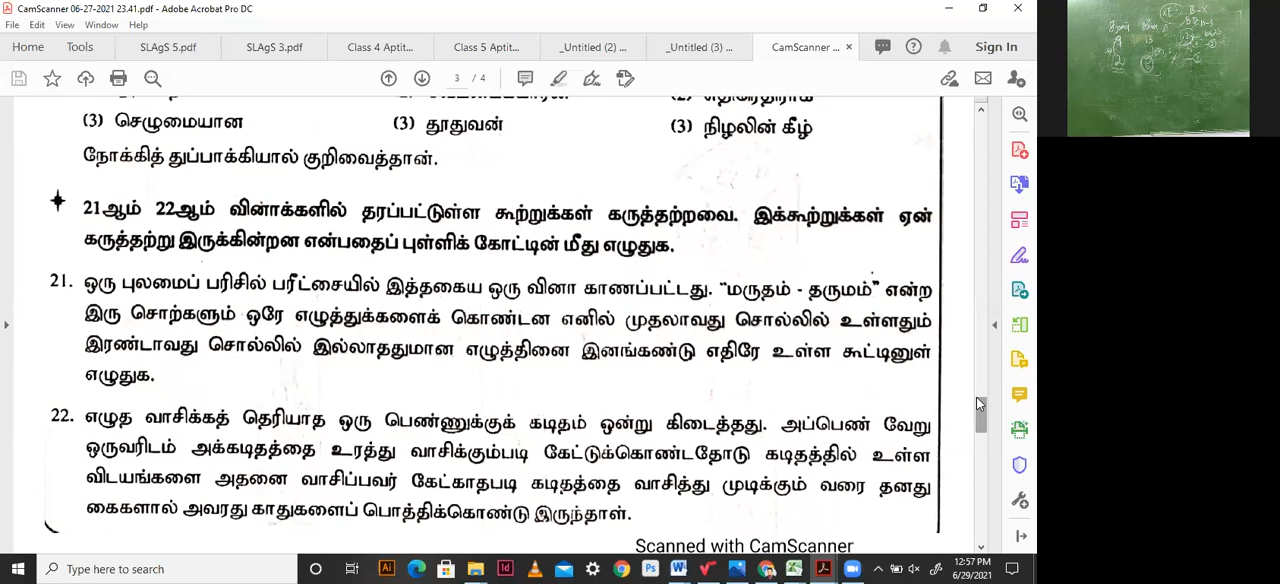 CamScanner 06-27-2021 23.41.pdf - Adobe Acrobat Pro DC
File Edit View Window Help
Home Tools SLAgS 5.pdf SLAgS 3.pdf Class 4 Aptit... Class 5 Aptit... _Untitled (2) ... _Untitled (3) ... CamScanner ... × Sign In
3 / 4
(3) செழுமையான (3) தூதுவன் (3) நிழலின் கீழ்
நோக்கித் துப்பாக்கியால் குறிவைத்தான்.
21ஆம் 22ஆம் வினாக்களில் தரப்பட்டுள்ள கூற்றுக்கள் கருத்தற்றவை. இக்கூற்றுக்கள் ஏன்
கருத்தற்று இருக்கின்றன என்பதைப் புள்ளிக் கோட்டின் மீது எழுதுக.
21. ஒரு புலமைப் பரிசில் பரீட்சையில் இத்தகைய ஒரு வினா காணப்பட்டது. "மருதம் - தருமம்" என்ற
இரு சொற்களும் ஒரே எழுத்துக்களைக் கொண்டன எனில் முதலாவது சொல்லில் உள்ளதும்
இரண்டாவது சொல்லில் இல்லாததுமான எழுத்தினை இனங்கண்டு எதிரே உள்ள கூட்டினுள்
எழுதுக.
22. எழுத வாசிக்கத் தெரியாத ஒரு பெண்ணுக்குக் கடிதம் ஒன்று கிடைத்தது. அப்பெண் வேறு
ஒருவரிடம் அக்கடிதத்தை உரத்து வாசிக்கும்படி கேட்டுக்கொண்டதோடு கடிதத்தில் உள்ள
விடயங்களை அதனை வாசிப்பவர் கேட்காதபடி கடிதத்தை வாசித்து முடிக்கும் வரை தனது
கைகளால் அவரது காதுகளைப் பொத்திக்கொண்டு இருந்தாள்.
Scanned with CamScanner
Type here to search
12:57 PM
6/29/2021